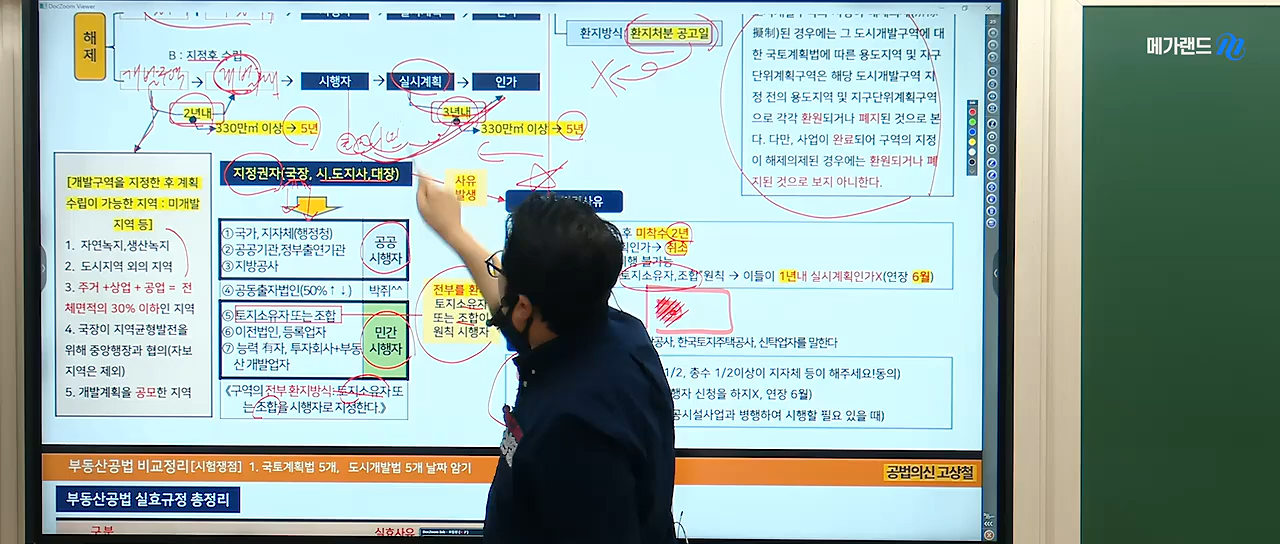 DocZoom
메가랜드
해제
B : 지정후 수립
개발구역
시행자
실시계획
인가
2년내
330만㎡ 이상 → 5년
3년내
330만㎡ 이상 → 5년
환지방식 환지처분 공고일
X
擬制)된 경우에는 그 도시개발구역에 대
한 국토계획법에 따른 용도지역 및 지구
단위계획구역은 해당 도시개발구역 지
정 전의 용도지역 및 지구단위계획구역
으로 각각 환원되거나 폐지된 것으로 본
다. 다만, 사업이 완료되어 구역의 지정
이 해제의제된 경우에는 환원되거나 폐
지된 것으로 보지 아니한다.
[개발구역을 지정한 후 계획
수립이 가능한 지역 : 미개발
지역 등]
1. 자연녹지,생산녹지
2. 도시지역 외의 지역
3. 주거 +상업 + 공업 = 전
체면적의 30% 이하인 지역
4. 국장이 지역균형발전을
위해 중앙행장과 협의(자보
지역은 제외)
5. 개발계획을 공모한 지역
지정권자(국장, 시.도지사,대장)
사유
발생
사유
① 국가, 지자체(행정청)
② 공공기관,정부출연기관
③ 지방공사
공공
시행자
④ 공동출자법인(50%↑↓)
박쥐^^
⑤ 토지소유자 또는 조합
⑥ 이전법인, 등록업자
⑦ 능력 有자, 투자회사+부동
산 개발업자
민간
시행자
《구역의 전부 환지방식:토지소유자 또
는 조합을 시행자로 지정한다.》
전부를 환
토지소유자
또는 조합이
원칙 시행자
후 미착수 2년
인가→ 취소
행 불가능
토지소유자,조합 원칙 → 이들이 1년내 실시계획인가X(연장 6월)
공사, 한국토지주택공사, 신탁업자를 말한다
1/2, 총수 1/2이상이 지자체 등이 해주세요!동의)
행자 신청을 하지X, 연장 6월)
공시설사업과 병행하여 시행할 필요 있을 때)
부동산공법 비교정리[시험쟁점] 1. 국토계획법 5개, 도시개발법 5개 날짜 암기
공법의신 고상철
부동산공법 실효규정 총정리
구분
실효사유